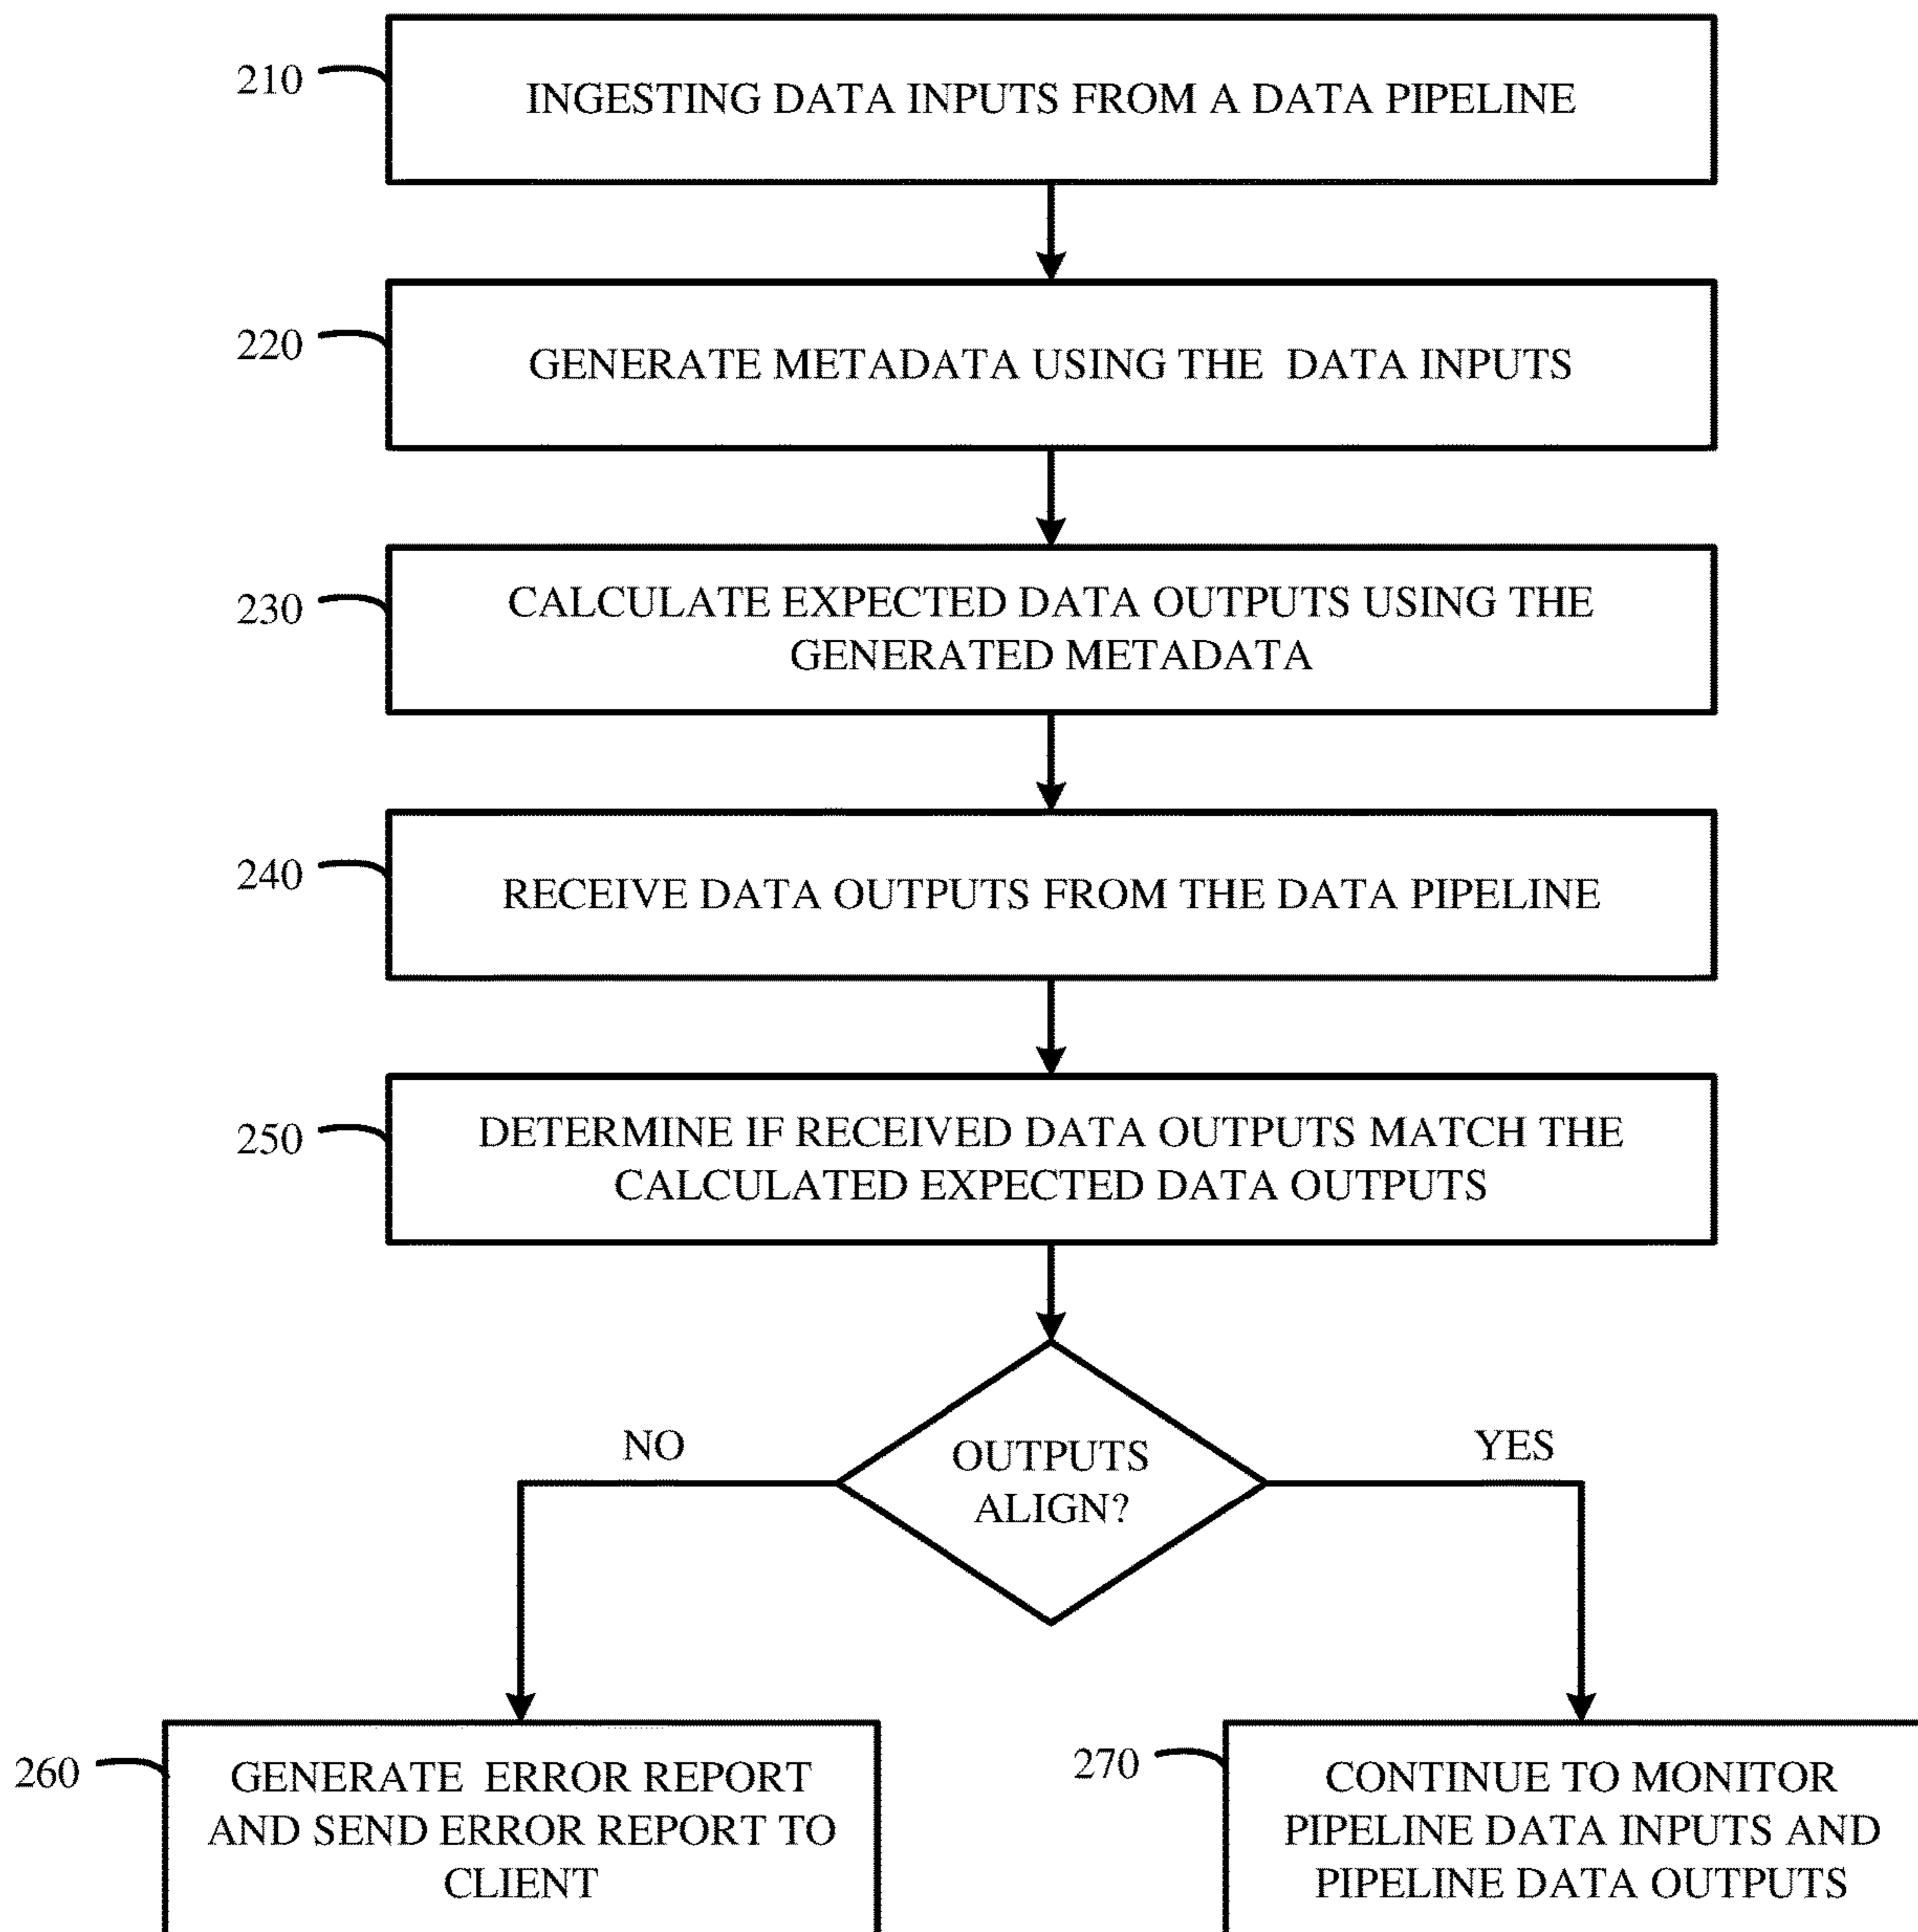 210
INGESTING DATA INPUTS FROM A DATA PIPELINE
220
GENERATE METADATA USING THE DATA INPUTS
230
CALCULATE EXPECTED DATA OUTPUTS USING THE
GENERATED METADATA
240
RECEIVE DATA OUTPUTS FROM THE DATA PIPELINE
250
DETERMINE IF RECEIVED DATA OUTPUTS MATCH THE
CALCULATED EXPECTED DATA OUTPUTS
NO
OUTPUTS
ALIGN?
YES
260
GENERATE ERROR REPORT
AND SEND ERROR REPORT TO
CLIENT
270
CONTINUE TO MONITOR
PIPELINE DATA INPUTS AND
PIPELINE DATA OUTPUTS